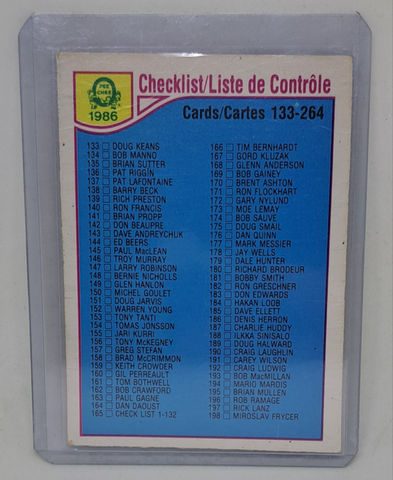 O PEE CHEE
1986
Checklist/Liste de Contrôle
Cards/Cartes 133-264
133 DOUG KEANS
134 BOB MANNO
135 BRIAN SUTTER
136 PAT RIGGIN
137 PAT LAFONTAINE
138 BARRY BECK
139 RICH PRESTON
140 RON FRANCIS
141 BRIAN PROPP
142 DON BEAUPRE
143 DAVE ANDREYCHUK
144 ED BEERS
145 PAUL MacLEAN
146 TROY MURRAY
147 LARRY ROBINSON
148 BERNIE NICHOLLS
149 GLEN HANLON
150 MICHEL GOULET
151 DOUG JARVIS
152 WARREN YOUNG
153 TONY TANTI
154 TOMAS JONSSON
155 JARI KURRI
156 TONY McKEGNEY
157 GREG STEFAN
158 BRAD McCRIMMON
159 KEITH CROWDER
160 GIL PERREAULT
161 TIM BOTHWELL
162 BOB CRAWFORD
163 PAUL GAGNE
164 DAN DAOUST
165 CHECK LIST 1-132
166 TIM BERNHARDT
167 GORD KLUZAK
168 GLENN ANDERSON
169 BOB GAINEY
170 BRENT ASHTON
171 RON FLOCKHART
172 GARY NYLUND
173 MOE LEMAY
174 BOB SAUVE
175 DOUG SMAIL
176 DAN QUINN
177 MARK MESSIER
178 JAY WELLS
179 DALE HUNTER
180 RICHARD BRODEUR
181 BOBBY SMITH
182 RON GRESCHNER
183 DON EDWARDS
184 HAKAN LOOB
185 DAVE ELLETT
186 DENIS HERRON
187 CHARLIE HUDDY
188 ILKKA SINISALO
189 DOUG HALWARD
190 CRAIG LAUGHLIN
191 CAREY WILSON
192 CRAIG LUDWIG
193 BOB MacMILLAN
194 MARIO MARDIS
195 BRIAN MULLEN
196 ROB RAMAGE
197 RICK LANZ
198 MIROSLAV FRYCER